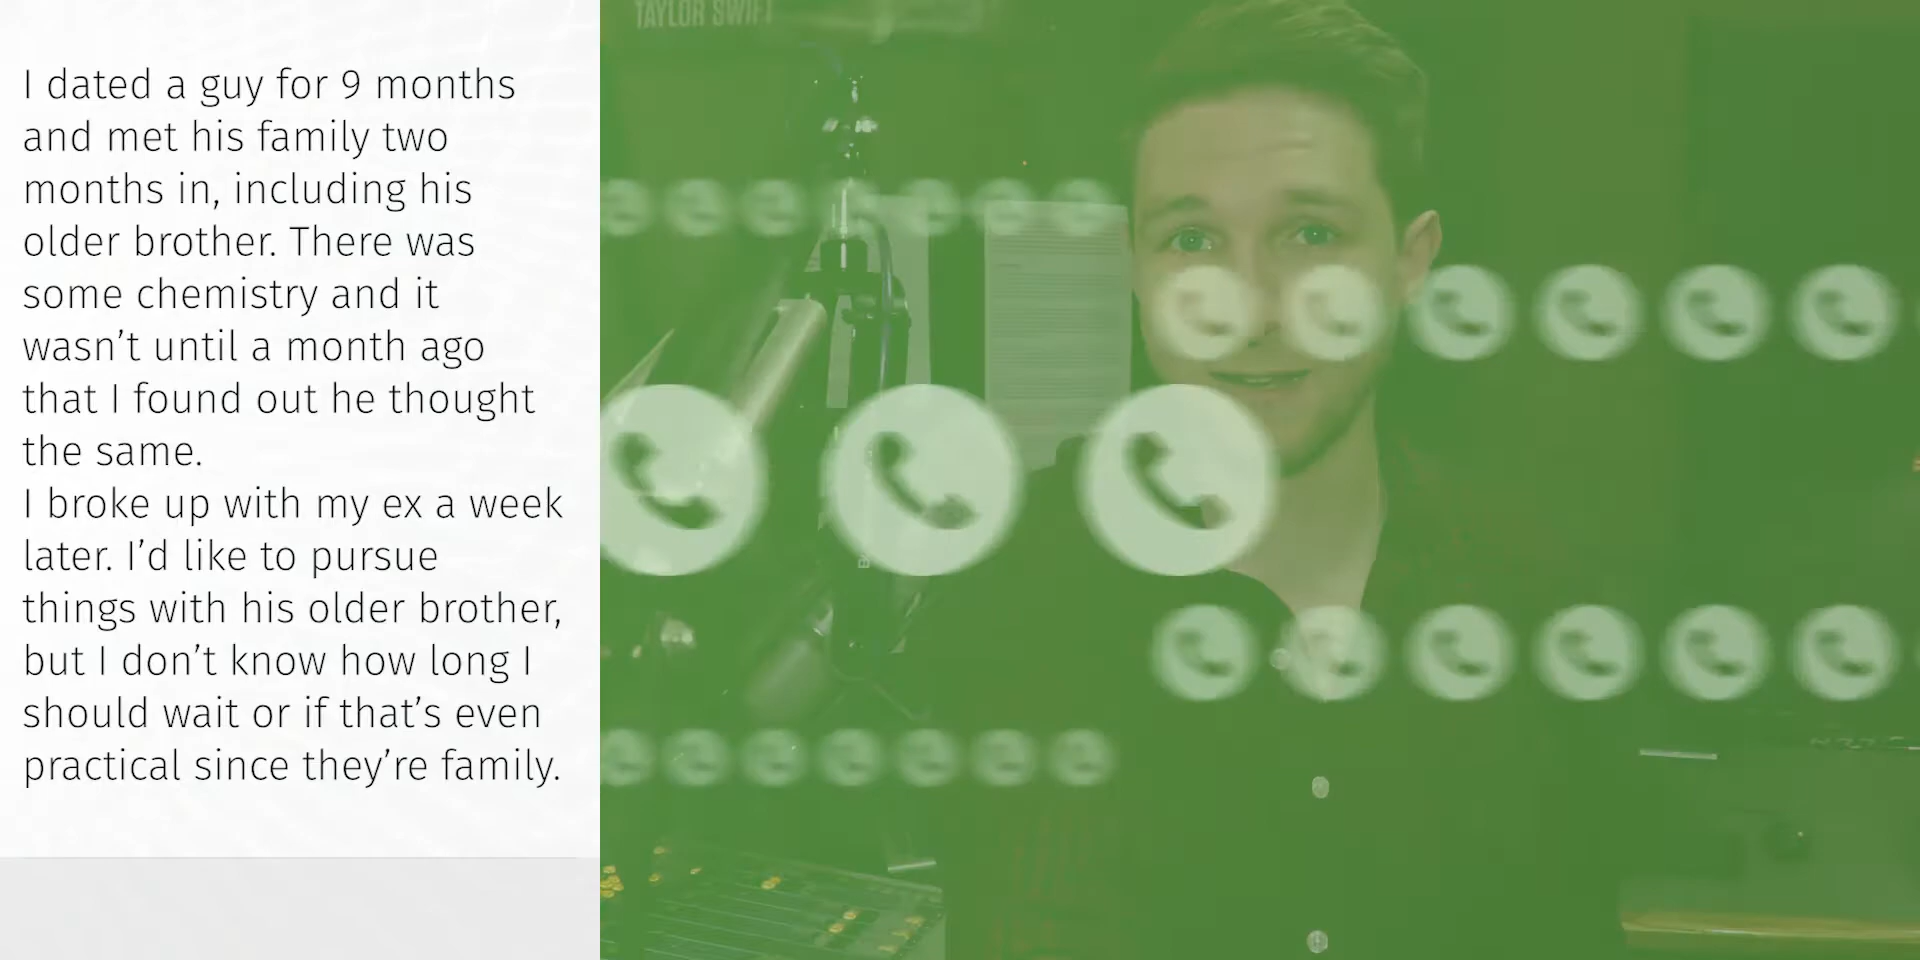 I dated a guy for 9 months
and met his family two
months in, including his
older brother. There was
some chemistry and it
wasn’t until a month ago
that I found out he thought
the same.
I broke up with my ex a week
later. I’d like to pursue
things with his older brother,
but I don’t know how long I
should wait or if that’s even
practical since they’re family.
TAYLOR SWIFT